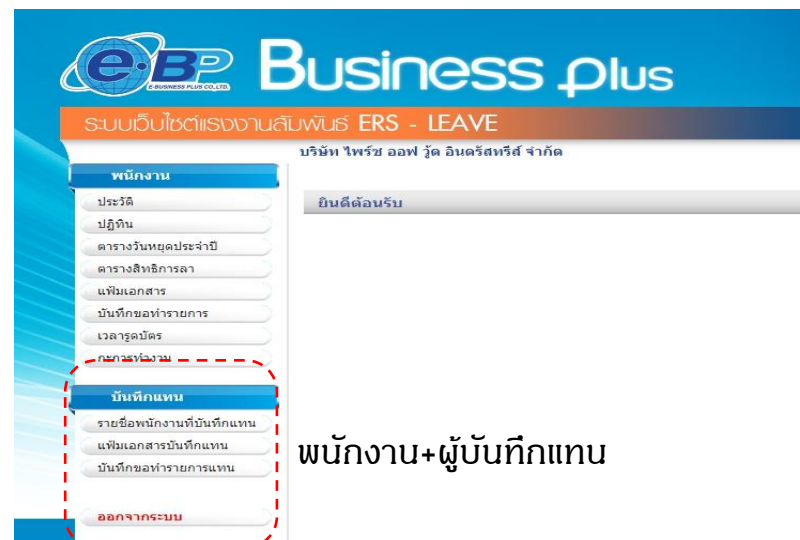 e·BP
E-BUSINESS PLUS CO.,LTD.
Business Plus
ระบบเว็บไซต์แรงงานสัมพันธ์ ERS - LEAVE
บริษัท ไพร์ซ ออฟ วู้ด อินดรัสทรีส์ จำกัด
พนักงาน
ยินดีต้อนรับ
ประวัติ
ปฏิทิน
ตารางวันหยุดประจำปี
ตารางสิทธิการลา
แฟ้มเอกสาร
บันทึกขอทำรายการ
เวลารูดบัตร
กะการทำงาน
บันทึกแทน
รายชื่อพนักงานที่บันทึกแทน
แฟ้มเอกสารบันทึกแทน
บันทึกขอทำรายการแทน
พนักงาน+ผู้บันทึกแทน
ออกจากระบบ